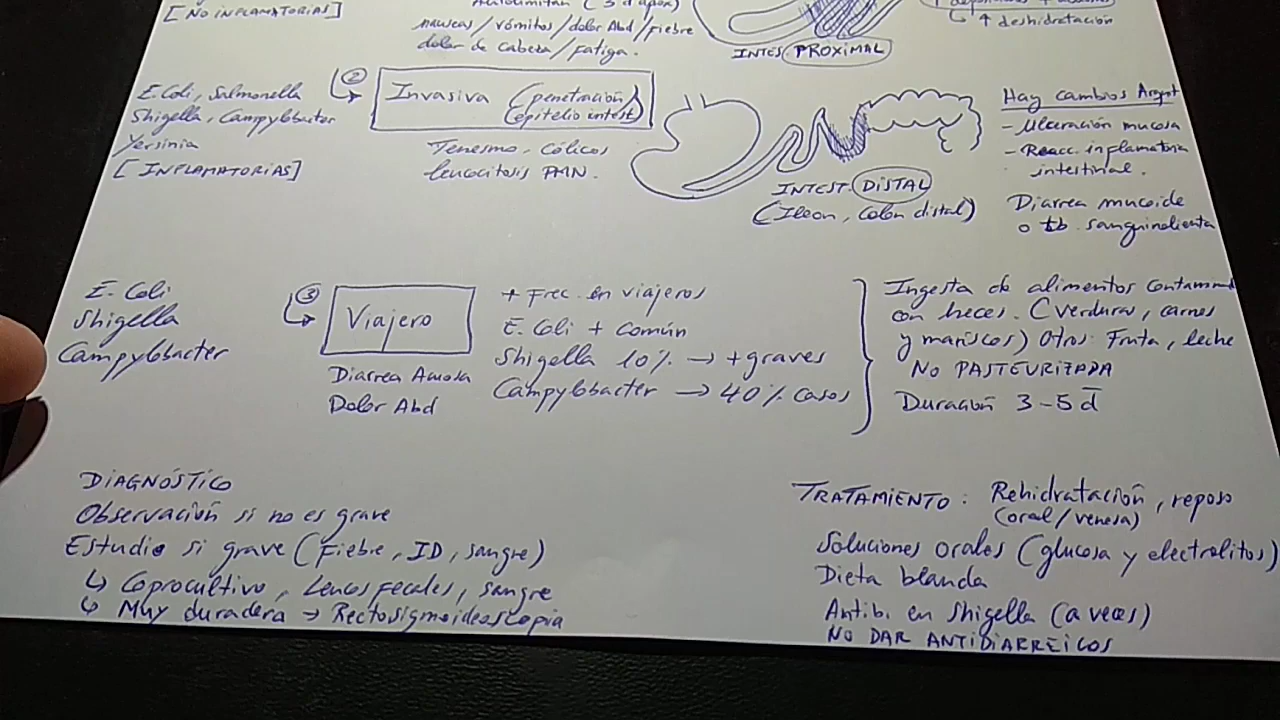 [NO INFLAMATORIAS]
náuseas/vómitos/dolor Abd/fiebre
dolor de cabeza/fatiga.
INTES. PROXIMAL
↑ deshidratación
E.Coli, Salmonella
Shigella, Campylobacter
Yersinia
[INFLAMATORIAS]
② Invasiva (penetración
epitelio intest)
Tenesmo, Cólicos
leucocitosis PMN.
INTEST. DISTAL
(Ileon, Colon distal)
Hay cambios
- Ulceración mucosa
- Reacc. inflamatoria
intestinal.
Diarrea mucoide
o tb. sanguinolienta
E. Coli
Shigella
Campylobacter
③ Viajero
Diarrea Acuosa
Dolor Abd
+ Frec. en viajeros
E. Coli + común
Shigella 10% → + graves
Campylobacter → 40% casos
Ingesta de alimentos contaminad
con heces. (verduras, carnes
y mariscos) Otros: Fruta, leche
NO PASTEURIZADA
Duración 3-5 d
DIAGNÓSTICO
Observación si no es grave
Estudio si grave (Fiebre, ID, sangre)
↳ Coprocultivo, Leucos fecales, sangre
↳ Muy duradera → Rectosigmoideoscopia
TRATAMIENTO: Rehidratación, reposo
(oral/venosa)
Soluciones orales (glucosa y electrolitos)
Dieta blanda
Antib. en Shigella (a veces)
NO DAR ANTIDIARREICOS